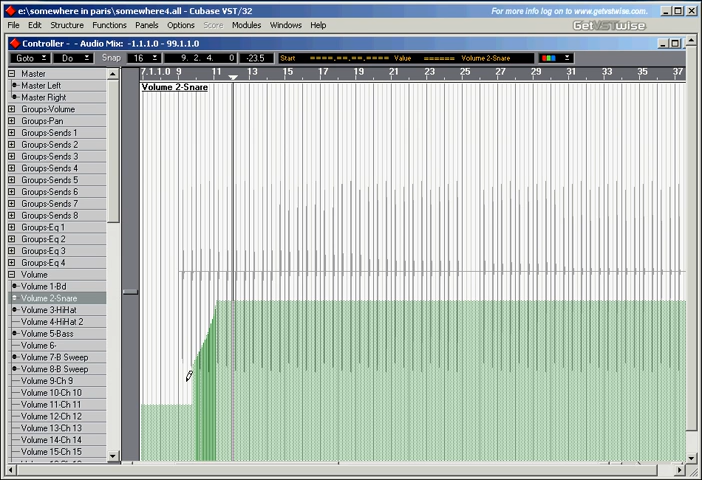 e:\somewhere in paris\somewhere4.all - Cubase VST/32
For more info log on to www.getvstwise.com
File Edit Structure Functions Panels Options Score Audio Modules Windows Help
GetVSTwise
Controller - - Audio Mix: -1.1.1.0 - 99.1.1.0
Goto Do Snap 16 9. 2. 4. 0 -23.5 Start ====.==.==.=== Value ====== Volume 2-Snare
7.1.1.0 9 11 13 15 17 19 21 23 25 27 29 31 33 35 37
Volume 2-Snare
Master
Master Left
Master Right
Groups-Volume
Groups-Pan
Groups-Sends 1
Groups-Sends 2
Groups-Sends 3
Groups-Sends 4
Groups-Sends 5
Groups-Sends 6
Groups-Sends 7
Groups-Sends 8
Groups-Eq 1
Groups-Eq 2
Groups-Eq 3
Groups-Eq 4
Volume
Volume 1-Bd
Volume 2-Snare
Volume 3-HiHat
Volume 4-HiHat 2
Volume 5-Bass
Volume 6-
Volume 7-B Sweep
Volume 8-B Sweep
Volume 9-Ch 9
Volume 10-Ch 10
Volume 11-Ch 11
Volume 12-Ch 12
Volume 13-Ch 13
Volume 14-Ch 14
Volume 15-Ch 15